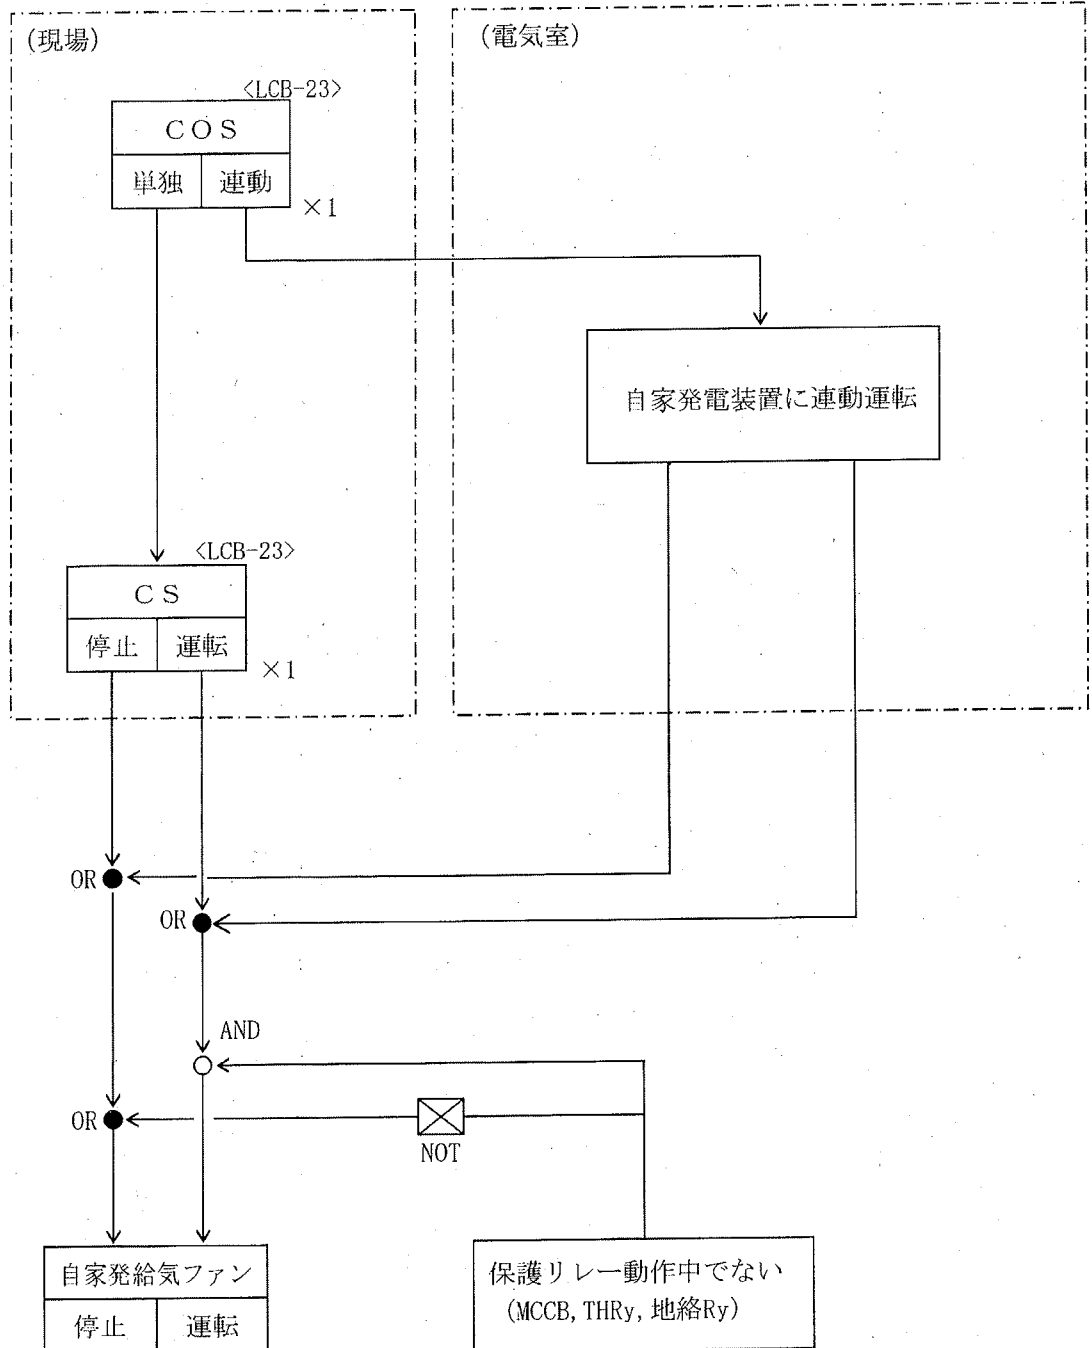 (現場)
(電気室)
<LCB-23>
COS
単独 連動
×1
自家発電装置に連動運転
<LCB-23>
CS
停止 運転
×1
OR
OR
AND
OR
NOT
自家発給気ファン
停止 運転
保護リレー動作中でない
(MCCB, THRy, 地絡Ry)